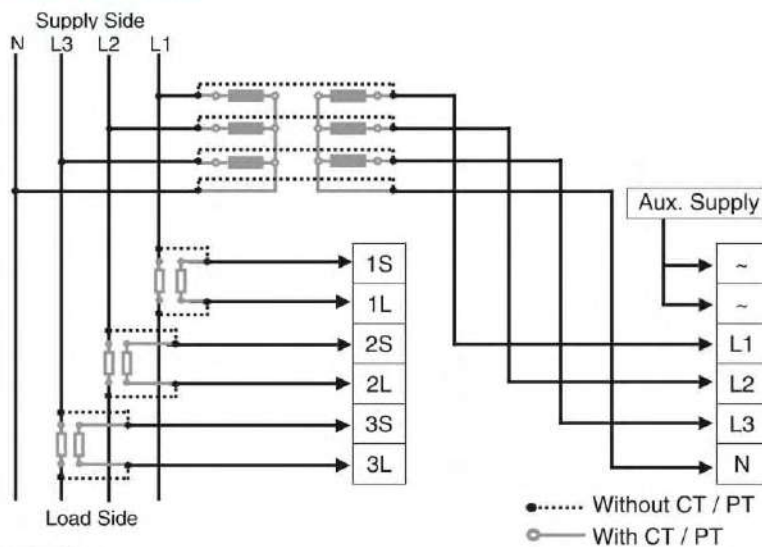 Supply Side
N L3 L2 L1
Aux. Supply
1S
1L
2S
2L
3S
3L
~
~
L1
L2
L3
N
Load Side
Without CT / PT
With CT / PT